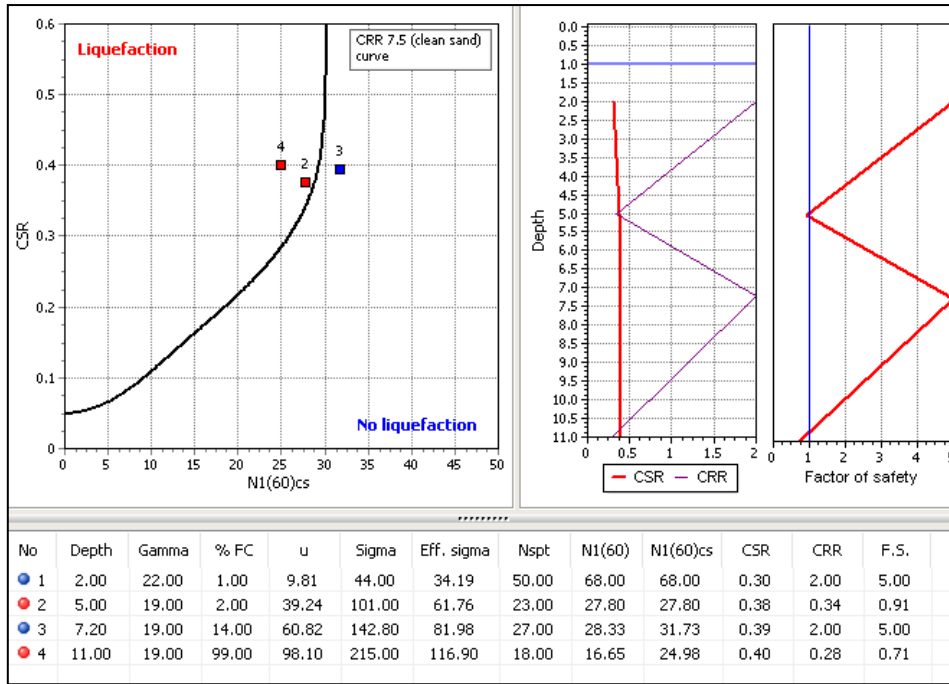 Liquefaction
CRR 7.5 (clean sand)
curve
0.6
0.5
0.4
0.3
0.2
0.1
0
CSR
4
2
3
No liquefaction
0 5 10 15 20 25 30 35 40 45 50
N1(60)cs
0.0
0.5
1.0
1.5
2.0
2.5
3.0
3.5
4.0
4.5
5.0
5.5
6.0
6.5
7.0
7.5
8.0
8.5
9.0
9.5
10.0
10.5
11.0
Depth
0 0.5 1 1.5 2
CSR CRR
0 1 2 3 4 5
Factor of safety
No Depth Gamma % FC u Sigma Eff. sigma Nspt N1(60) N1(60)cs CSR CRR F.S.
1 2.00 22.00 1.00 9.81 44.00 34.19 50.00 68.00 68.00 0.30 2.00 5.00
2 5.00 19.00 2.00 39.24 101.00 61.76 23.00 27.80 27.80 0.38 0.34 0.91
3 7.20 19.00 14.00 60.82 142.80 81.98 27.00 28.33 31.73 0.39 2.00 5.00
4 11.00 19.00 99.00 98.10 215.00 116.90 18.00 16.65 24.98 0.40 0.28 0.71